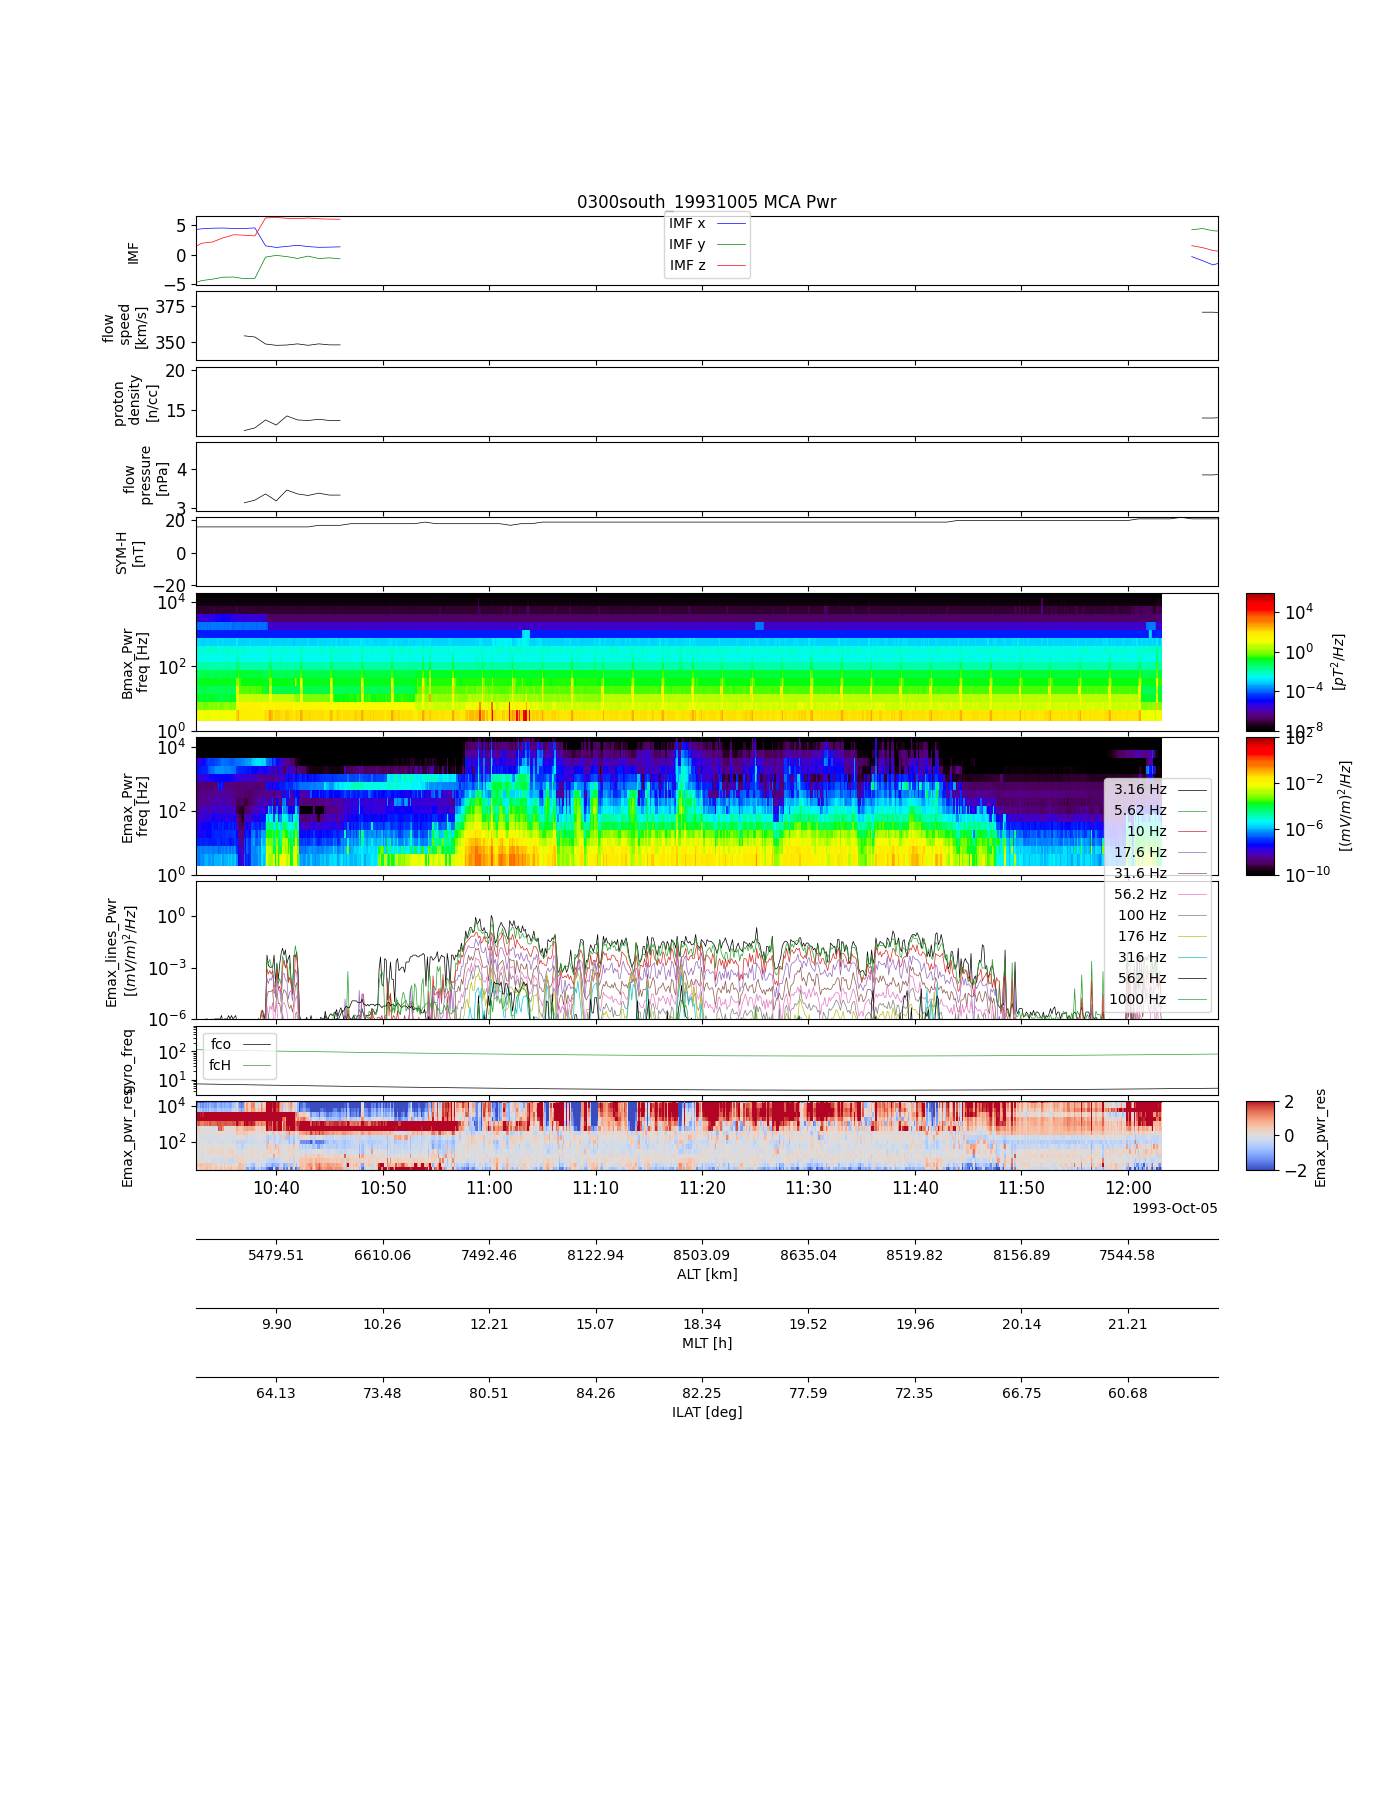 0300south_19931005 MCA Pwr
IMF
5
0
−5
IMF x
IMF y
IMF z
flow
speed
[km/s]
375
350
proton
density
[n/cc]
20
15
flow
pressure
[nPa]
4
3
SYM-H
[nT]
20
0
−20
Bmax_Pwr
freq [Hz]
10^4
10^2
10^0
10^4
10^0
10^-4
10^-8
[pT^2/Hz]
Emax_Pwr
freq [Hz]
10^4
10^2
10^0
10^2
10^-2
10^-6
10^-10
[(mV/m)^2/Hz]
3.16 Hz
5.62 Hz
10 Hz
17.6 Hz
31.6 Hz
56.2 Hz
100 Hz
176 Hz
316 Hz
562 Hz
1000 Hz
Emax_lines_Pwr
[(mV/m)^2/Hz]
10^0
10^-3
10^-6
gyro_freq
10^2
10^1
fco
fcH
Emax_pwr_res
10^4
10^2
2
0
−2
Emax_pwr_res
10:40 10:50 11:00 11:10 11:20 11:30 11:40 11:50 12:00
1993-Oct-05
5479.51 6610.06 7492.46 8122.94 8503.09 8635.04 8519.82 8156.89 7544.58
ALT [km]
9.90 10.26 12.21 15.07 18.34 19.52 19.96 20.14 21.21
MLT [h]
64.13 73.48 80.51 84.26 82.25 77.59 72.35 66.75 60.68
ILAT [deg]